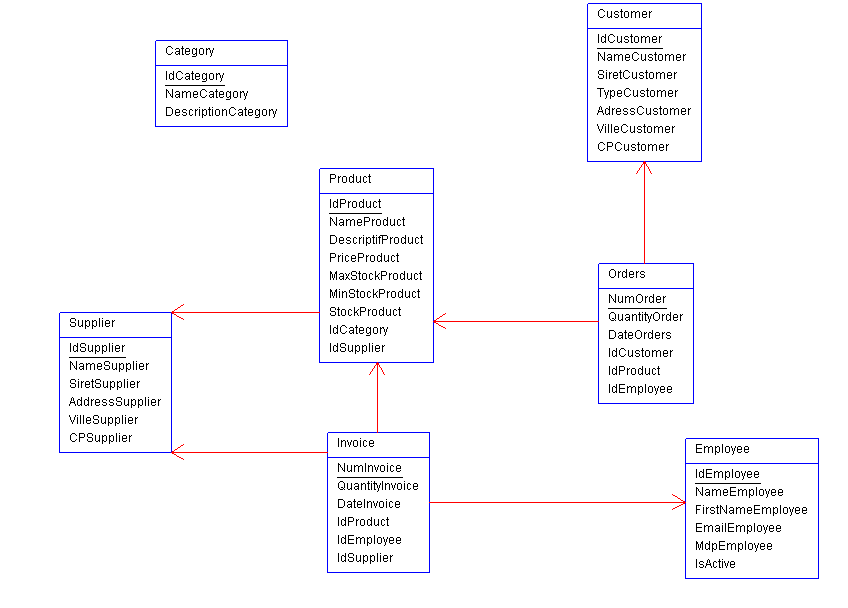 Category
IdCategory
NameCategory
DescriptionCategory
Customer
IdCustomer
NameCustomer
SiretCustomer
TypeCustomer
AdressCustomer
VilleCustomer
CPCustomer
Product
IdProduct
NameProduct
DescriptifProduct
PriceProduct
MaxStockProduct
MinStockProduct
StockProduct
IdCategory
IdSupplier
Orders
NumOrder
QuantityOrder
DateOrders
IdCustomer
IdProduct
IdEmployee
Supplier
IdSupplier
NameSupplier
SiretSupplier
AddressSupplier
VilleSupplier
CPSupplier
Invoice
NumInvoice
QuantityInvoice
DateInvoice
IdProduct
IdEmployee
IdSupplier
Employee
IdEmployee
NameEmployee
FirstNameEmployee
EmailEmployee
MdpEmployee
IsActive